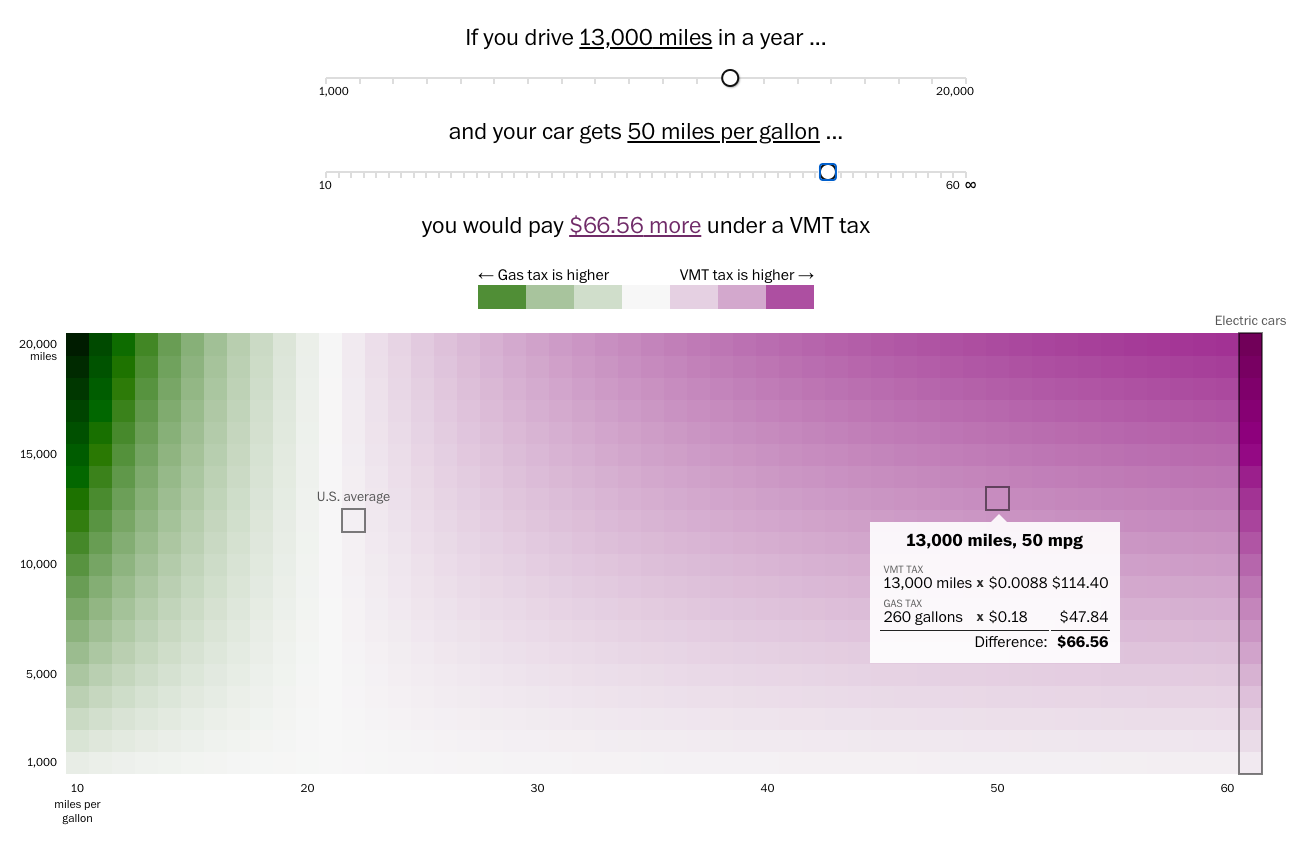 If you drive 13,000 miles in a year ...
1,000
20,000
and your car gets 50 miles per gallon ...
10
60 ∞
you would pay $66.56 more under a VMT tax
← Gas tax is higher
VMT tax is higher →
Electric cars
20,000
miles
15,000
U.S. average
13,000 miles, 50 mpg
10,000
VMT TAX
13,000 miles x $0.0088 $114.40
GAS TAX
260 gallons x $0.18 $47.84
Difference: $66.56
5,000
1,000
10 20 30 40 50 60
miles per
gallon